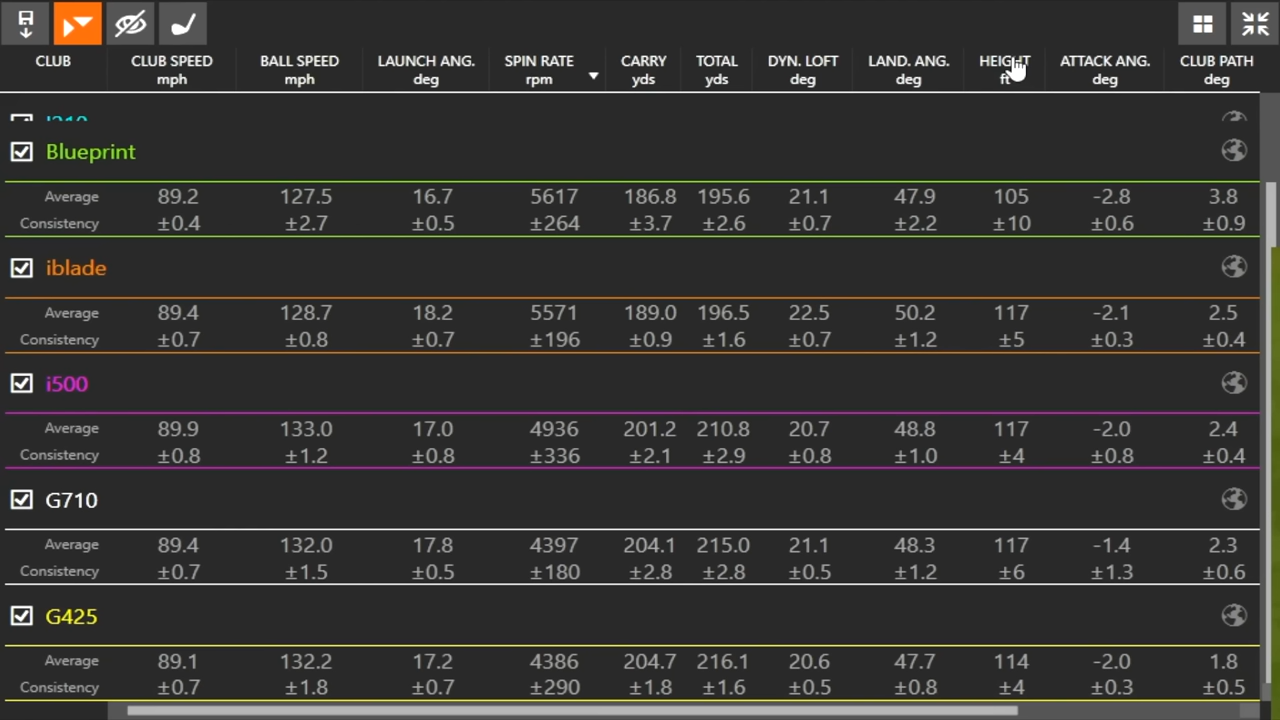 CLUB CLUB SPEED BALL SPEED LAUNCH ANG. SPIN RATE CARRY TOTAL DYN. LOFT LAND. ANG. HEIGHT ATTACK ANG. CLUB PATH
mph mph deg rpm yds yds deg deg ft deg deg
Blueprint
Average 89.2 127.5 16.7 5617 186.8 195.6 21.1 47.9 105 -2.8 3.8
Consistency ±0.4 ±2.7 ±0.5 ±264 ±3.7 ±2.6 ±0.7 ±2.2 ±10 ±0.6 ±0.9
iblade
Average 89.4 128.7 18.2 5571 189.0 196.5 22.5 50.2 117 -2.1 2.5
Consistency ±0.7 ±0.8 ±0.7 ±196 ±0.9 ±1.6 ±0.7 ±1.2 ±5 ±0.3 ±0.4
i500
Average 89.9 133.0 17.0 4936 201.2 210.8 20.7 48.8 117 -2.0 2.4
Consistency ±0.8 ±1.2 ±0.8 ±336 ±2.1 ±2.9 ±0.8 ±1.0 ±4 ±0.8 ±0.4
G710
Average 89.4 132.0 17.8 4397 204.1 215.0 21.1 48.3 117 -1.4 2.3
Consistency ±0.7 ±1.5 ±0.5 ±180 ±2.8 ±2.8 ±0.5 ±1.2 ±6 ±1.3 ±0.6
G425
Average 89.1 132.2 17.2 4386 204.7 216.1 20.6 47.7 114 -2.0 1.8
Consistency ±0.7 ±1.8 ±0.7 ±290 ±1.8 ±1.6 ±0.5 ±0.8 ±4 ±0.3 ±0.5